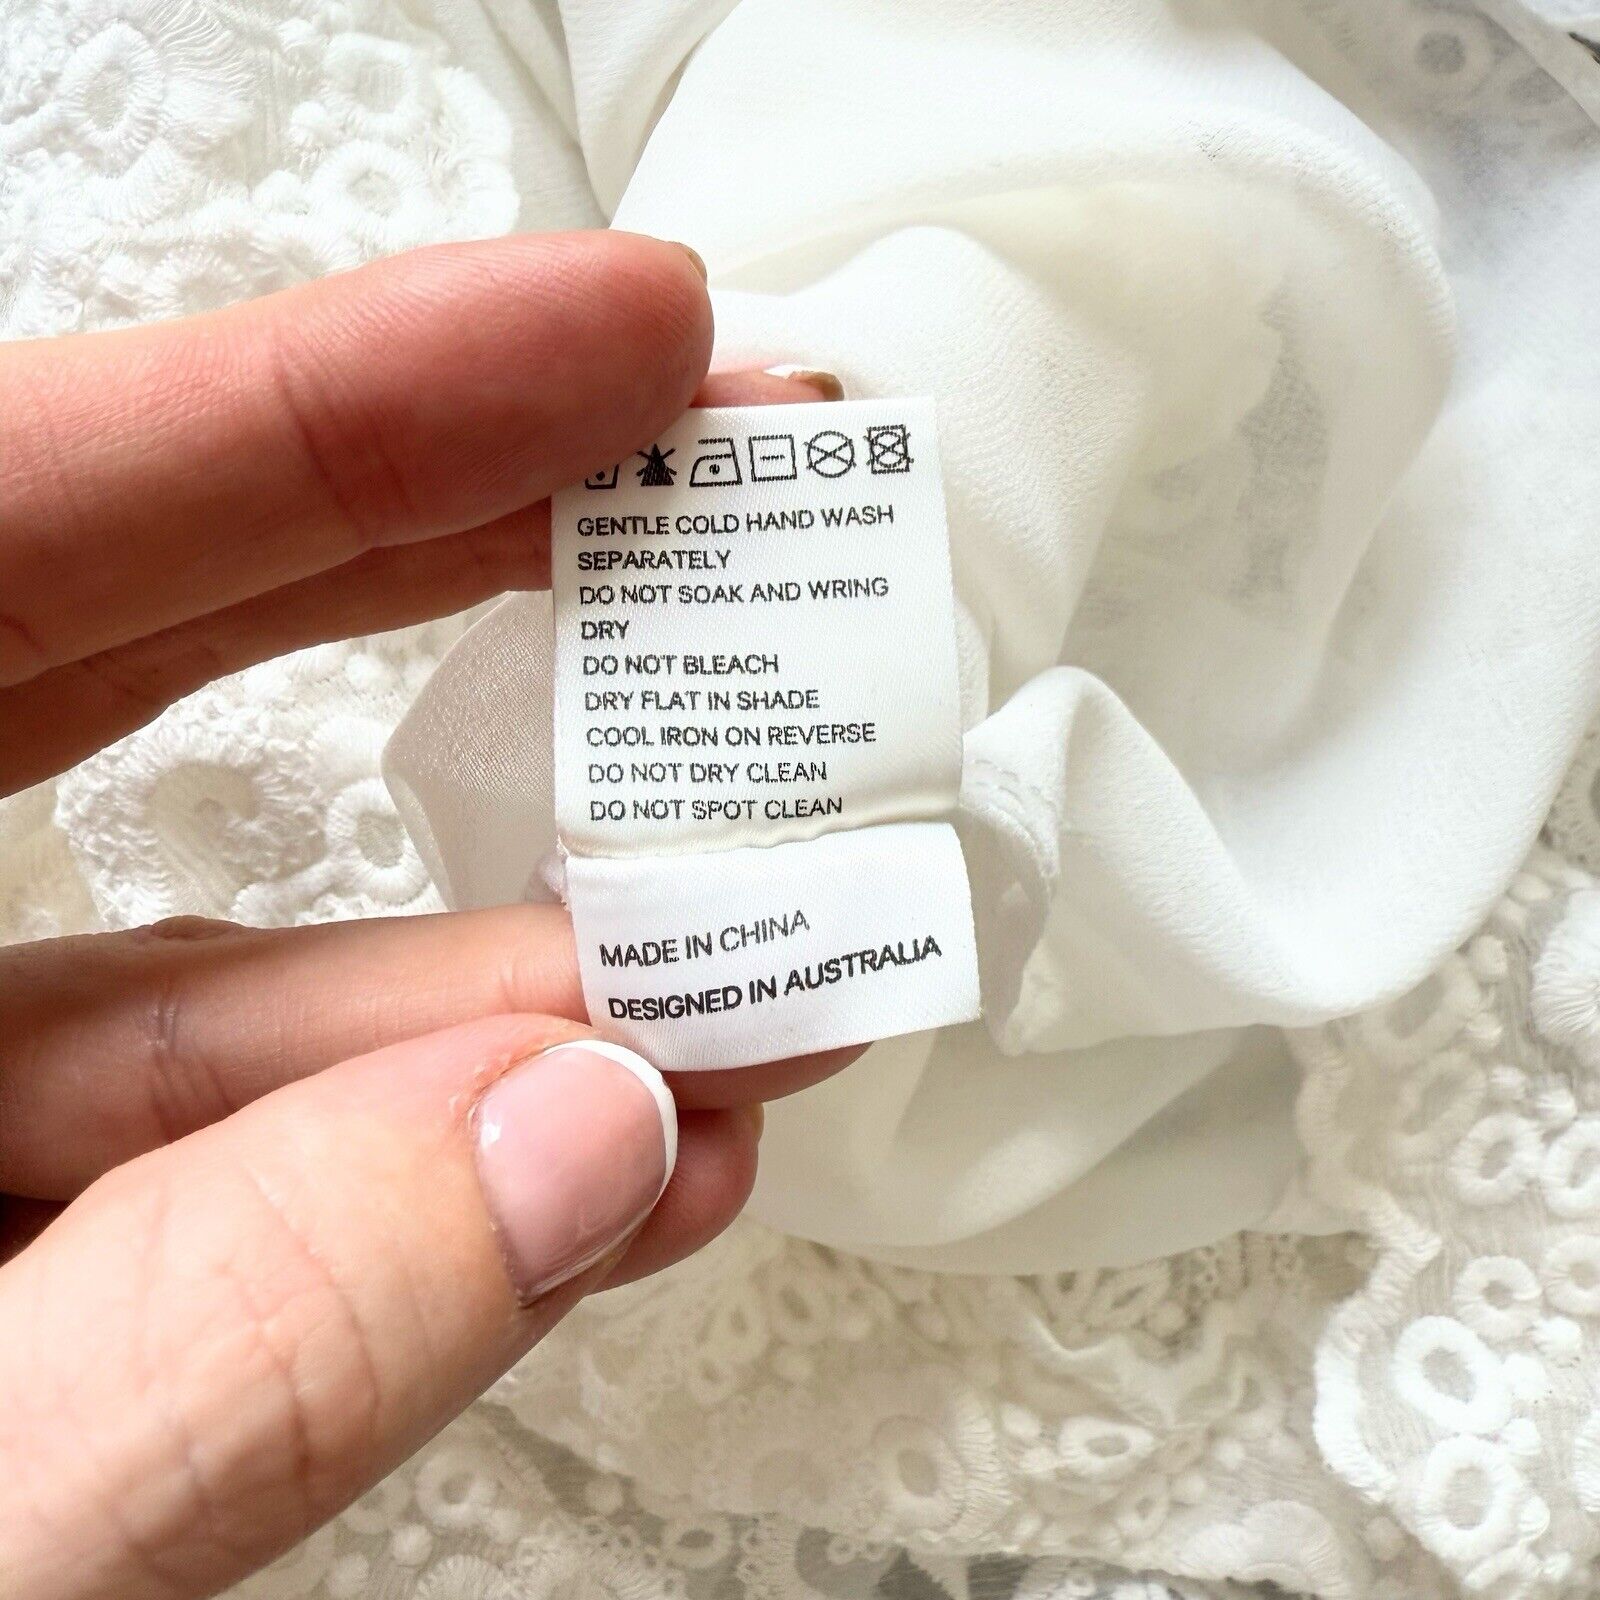 GENTLE COLD HAND WASH
SEPARATELY
DO NOT SOAK AND WRING
DRY
DO NOT BLEACH
DRY FLAT IN SHADE
COOL IRON ON REVERSE
DO NOT DRY CLEAN
DO NOT SPOT CLEAN
MADE IN CHINA
DESIGNED IN AUSTRALIA